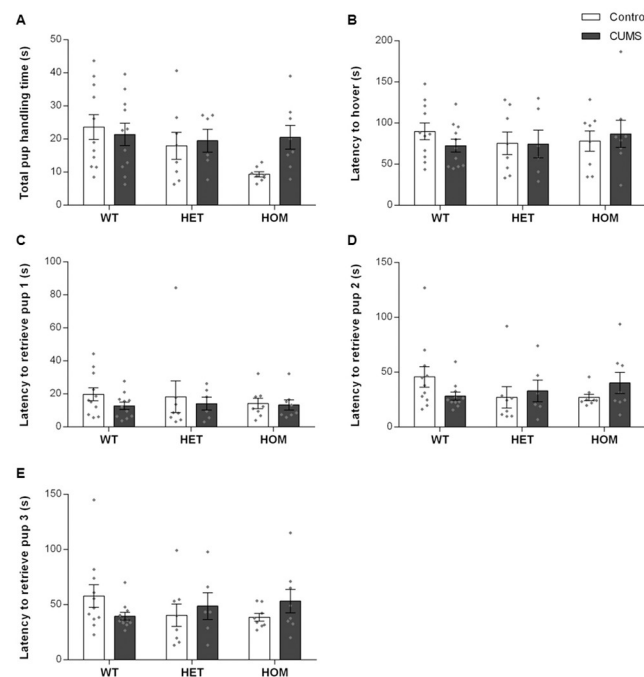 Control
CUMS
A
Total pup handling time (s)
50
40
30
20
10
0
WT HET HOM
B
Latency to hover (s)
200
150
100
50
0
WT HET HOM
C
Latency to retrieve pup 1 (s)
100
80
60
40
20
0
WT HET HOM
D
Latency to retrieve pup 2 (s)
150
100
50
0
WT HET HOM
E
Latency to retrieve pup 3 (s)
150
100
50
0
WT HET HOM